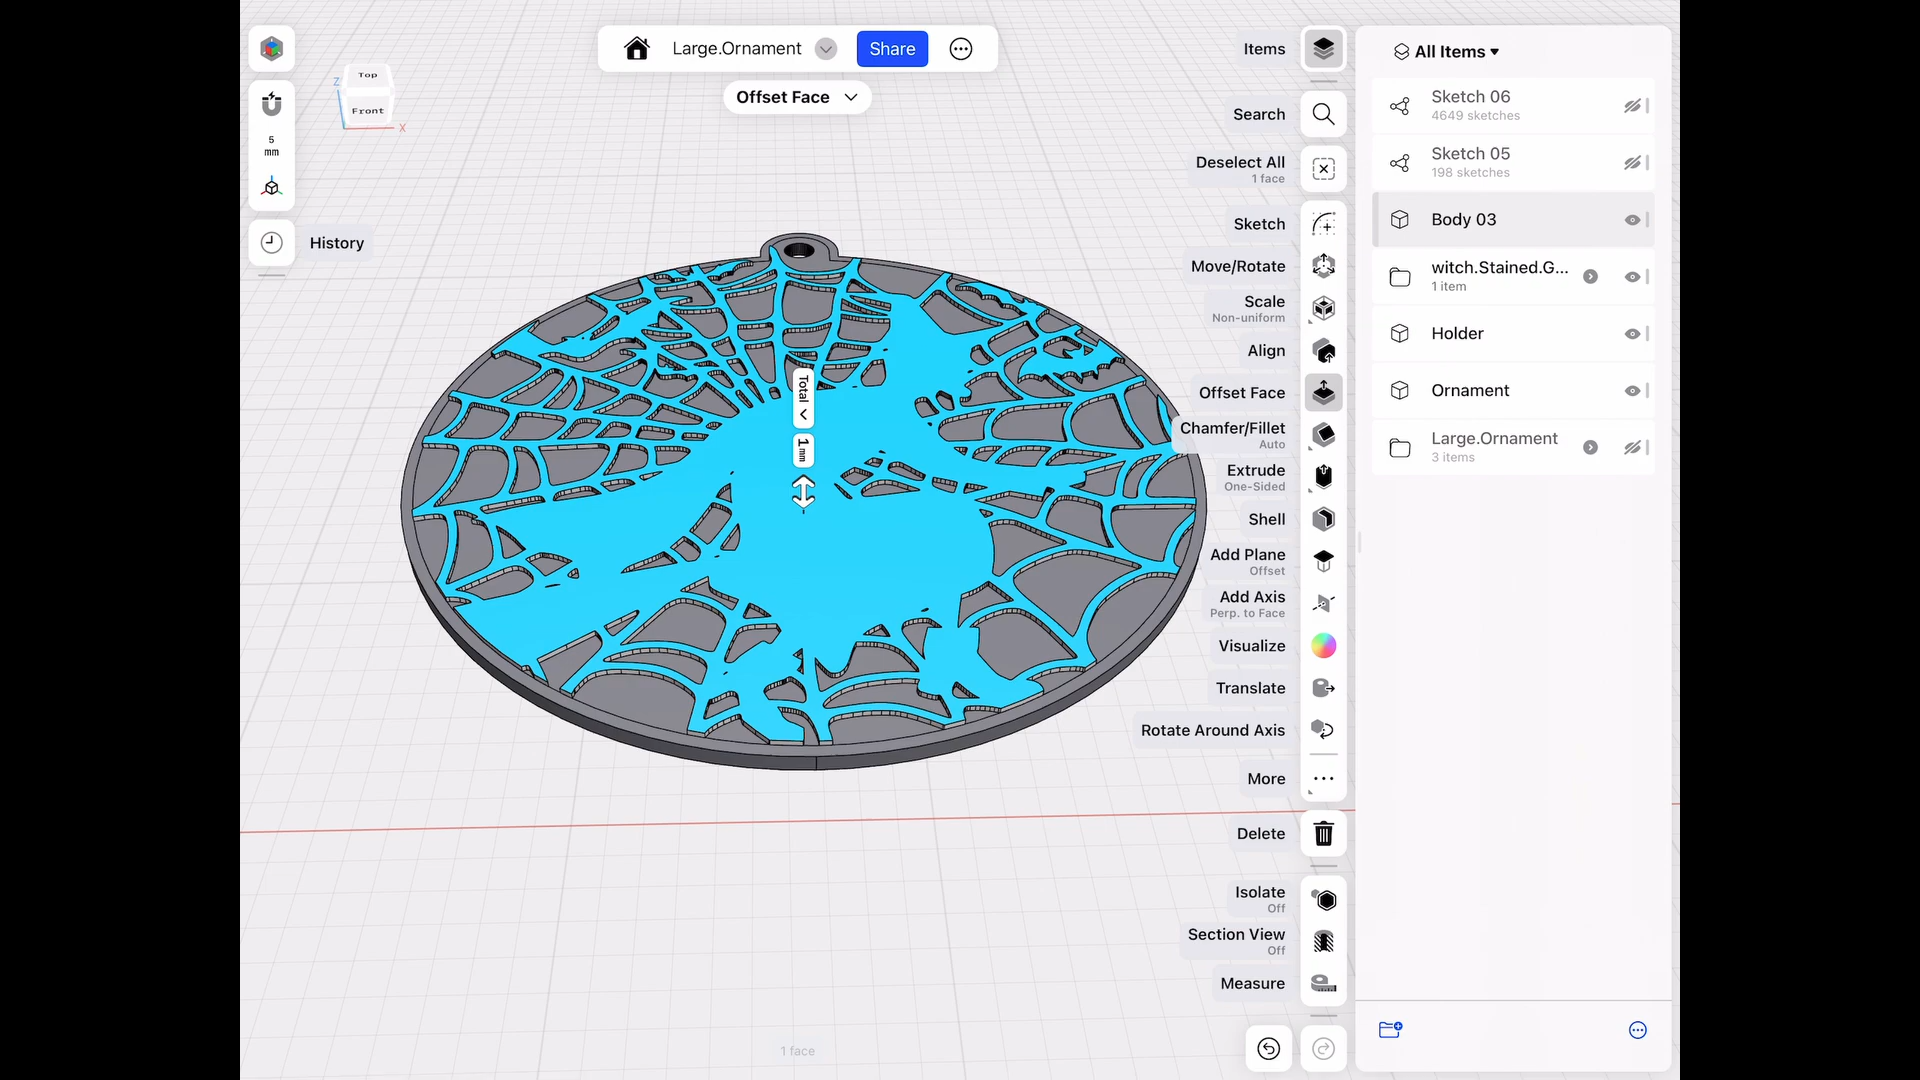 Large.Ornament
Share
Offset Face
Top
Front
Z
X
5
mm
History
Total
1 mm
1 face
Items
Search
Deselect All
1 face
Sketch
Move/Rotate
Scale
Non-uniform
Align
Offset Face
Chamfer/Fillet
Auto
Extrude
One-Sided
Shell
Add Plane
Offset
Add Axis
Perp. to Face
Visualize
Translate
Rotate Around Axis
More
Delete
Isolate
Off
Section View
Off
Measure
All Items
Sketch 06
4649 sketches
Sketch 05
198 sketches
Body 03
witch.Stained.G...
1 item
Holder
Ornament
Large.Ornament
3 items